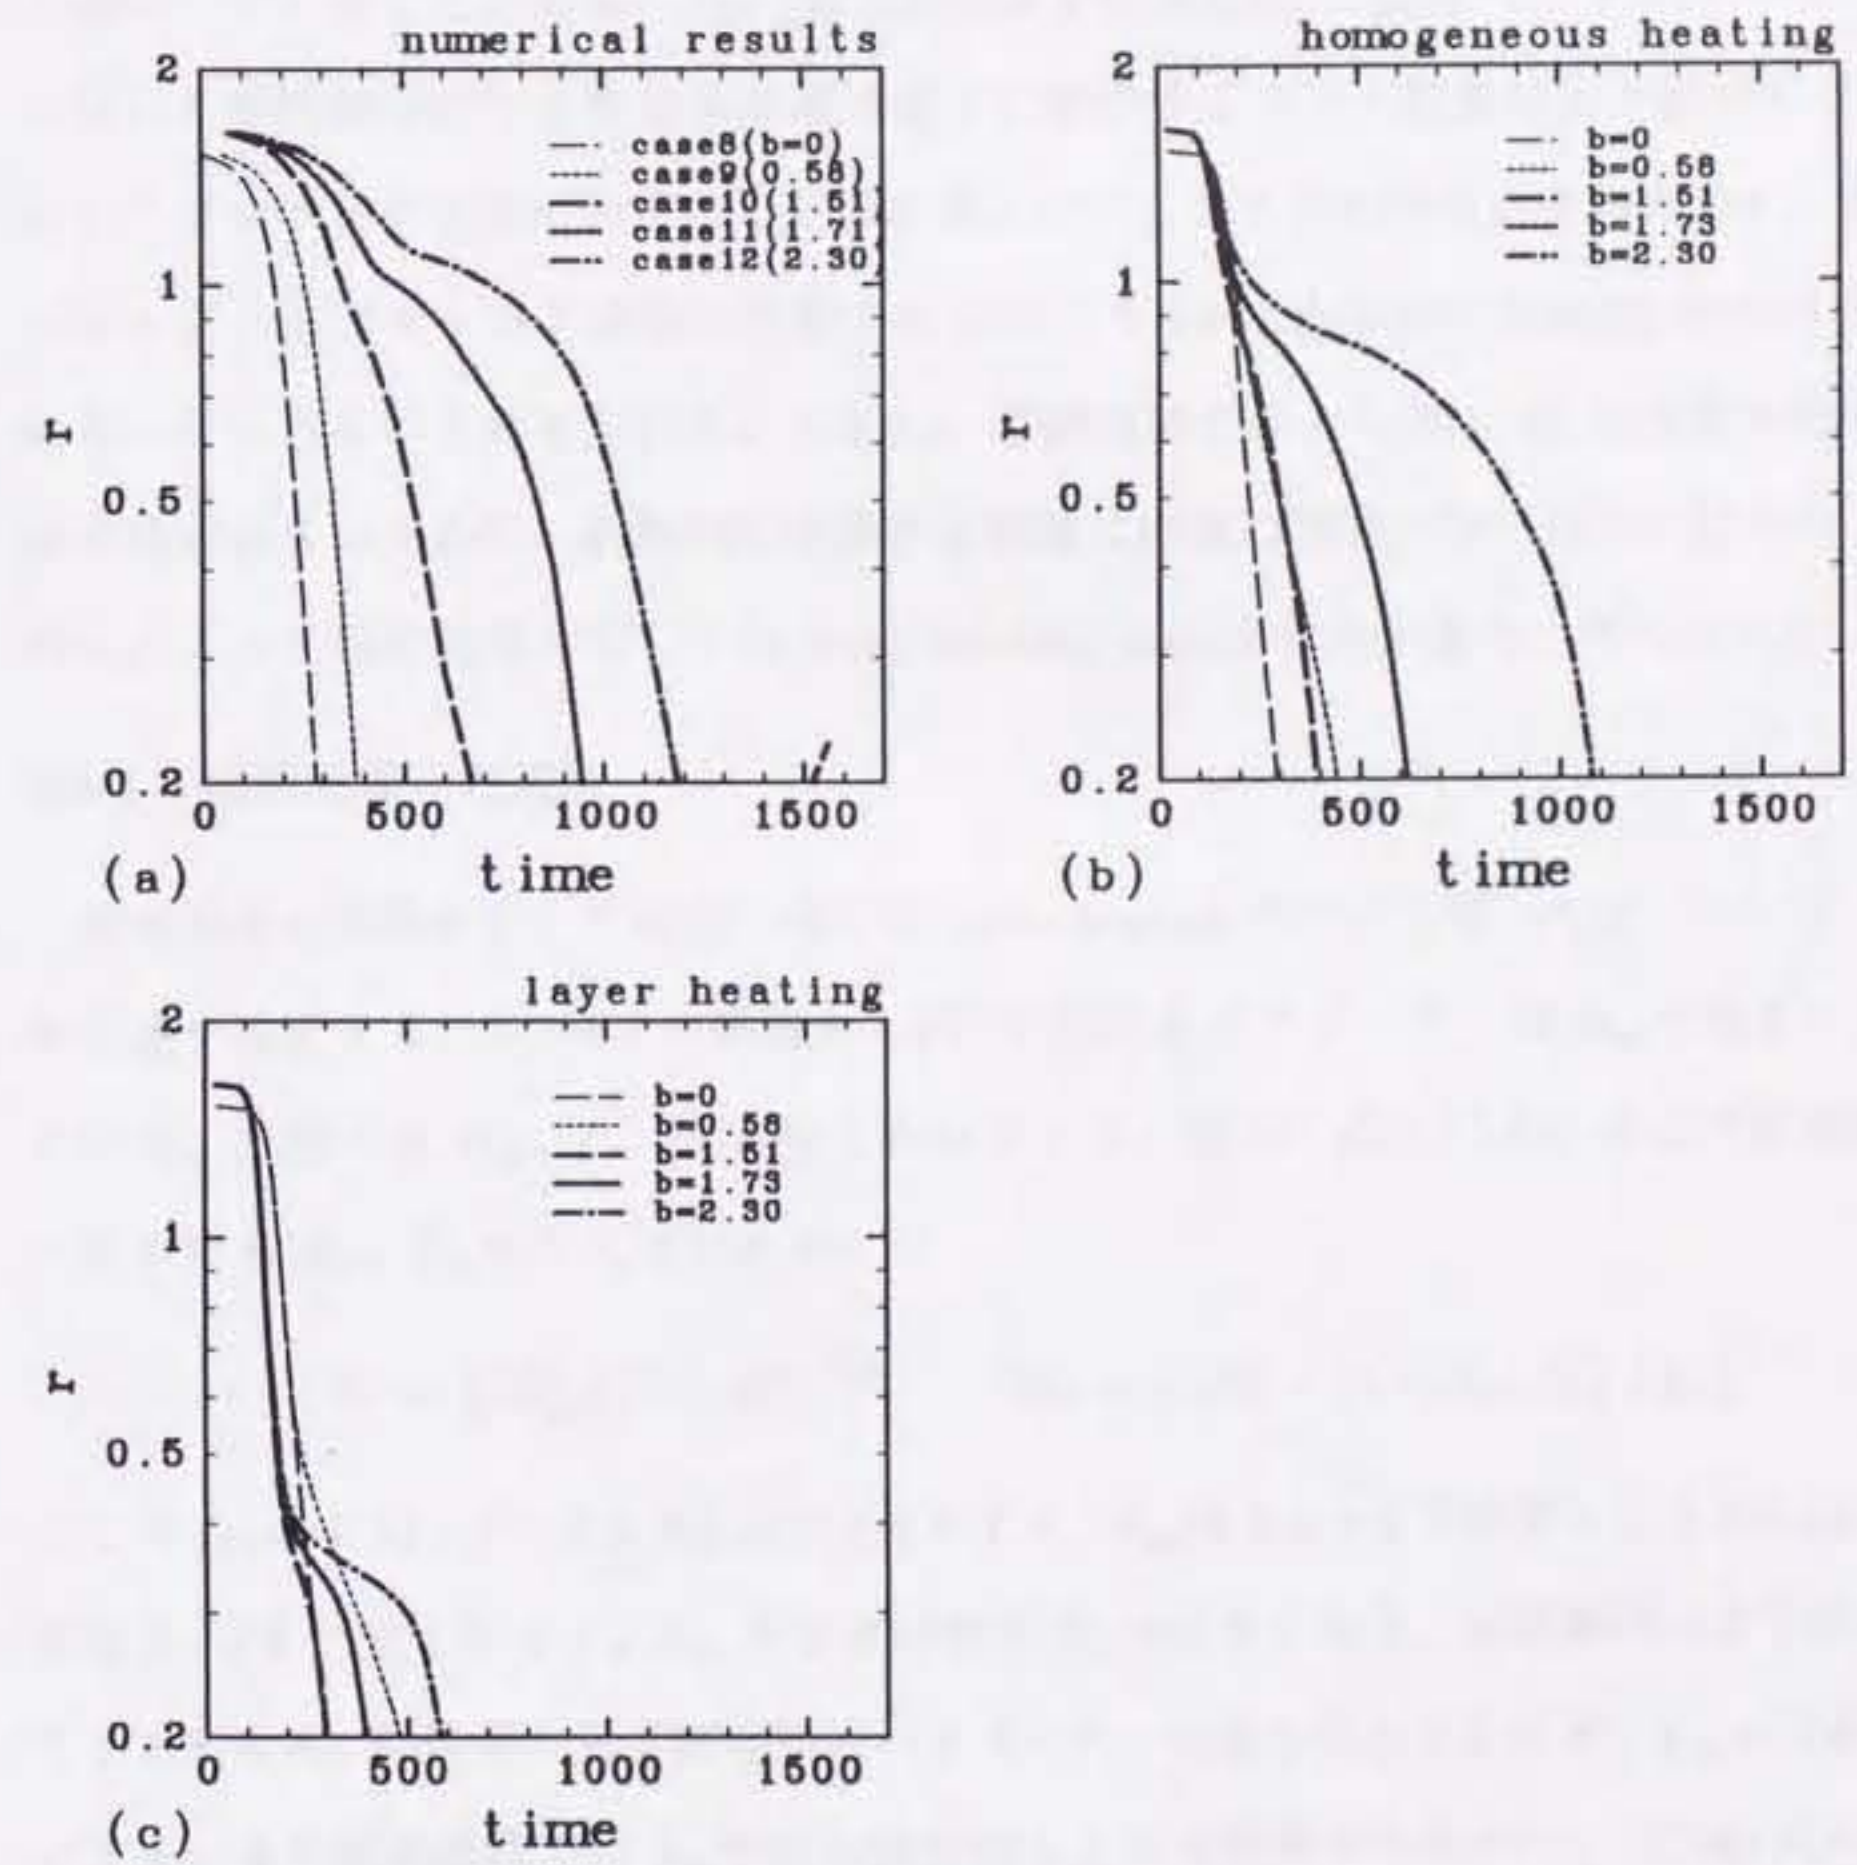 numerical results
2
1
0.5
0.2
r
case8(b=0)
case9(0.58)
case10(1.51)
case11(1.71)
case12(2.30)
0 500 1000 1500
(a) time
homogeneous heating
2
1
0.5
0.2
r
b=0
b=0.58
b=1.51
b=1.73
b=2.30
0 500 1000 1500
(b) time
layer heating
2
1
0.5
0.2
r
b=0
b=0.58
b=1.51
b=1.73
b=2.30
0 500 1000 1500
(c) time